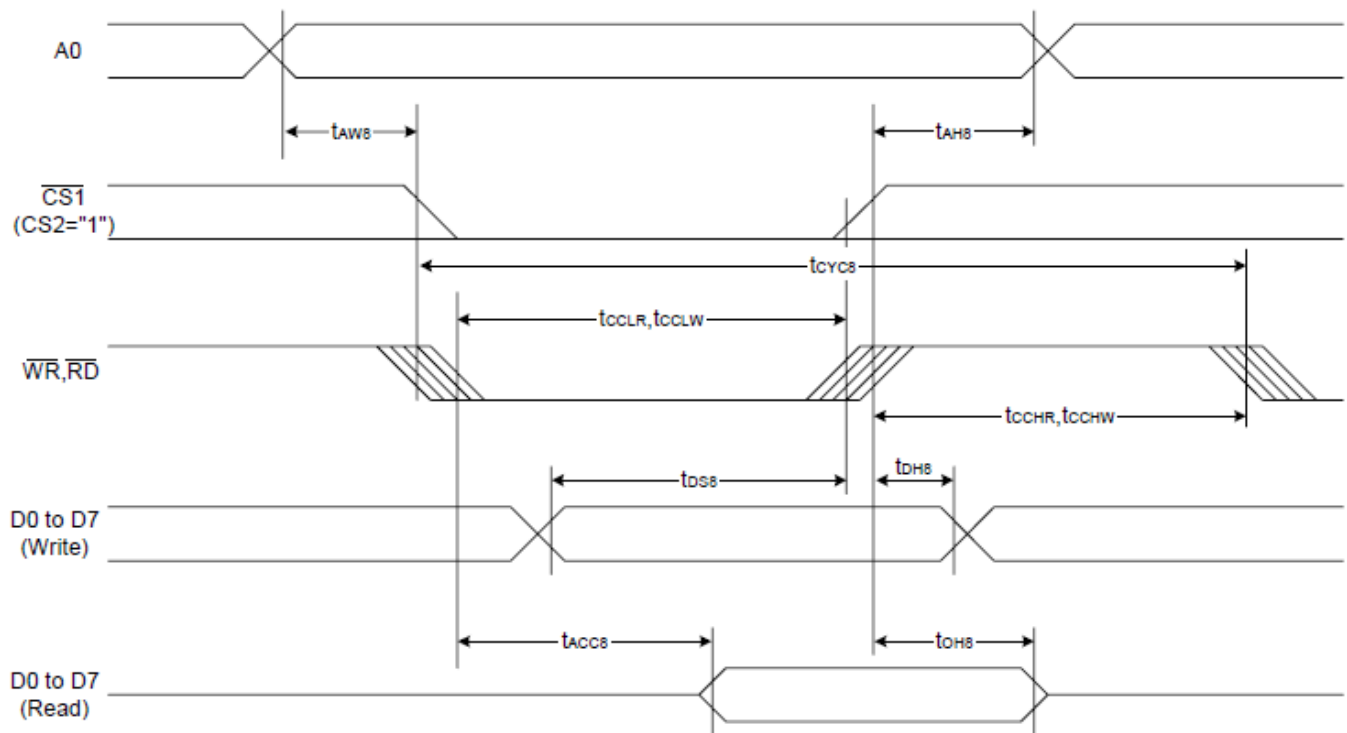 A0
tAW8
tAH8
CS1
(CS2="1")
tCYC8
tCCLR,tCCLW
WR,RD
tCCHR,tCCHW
tDS8
tDH8
D0 to D7
(Write)
tACC8
tOH8
D0 to D7
(Read)